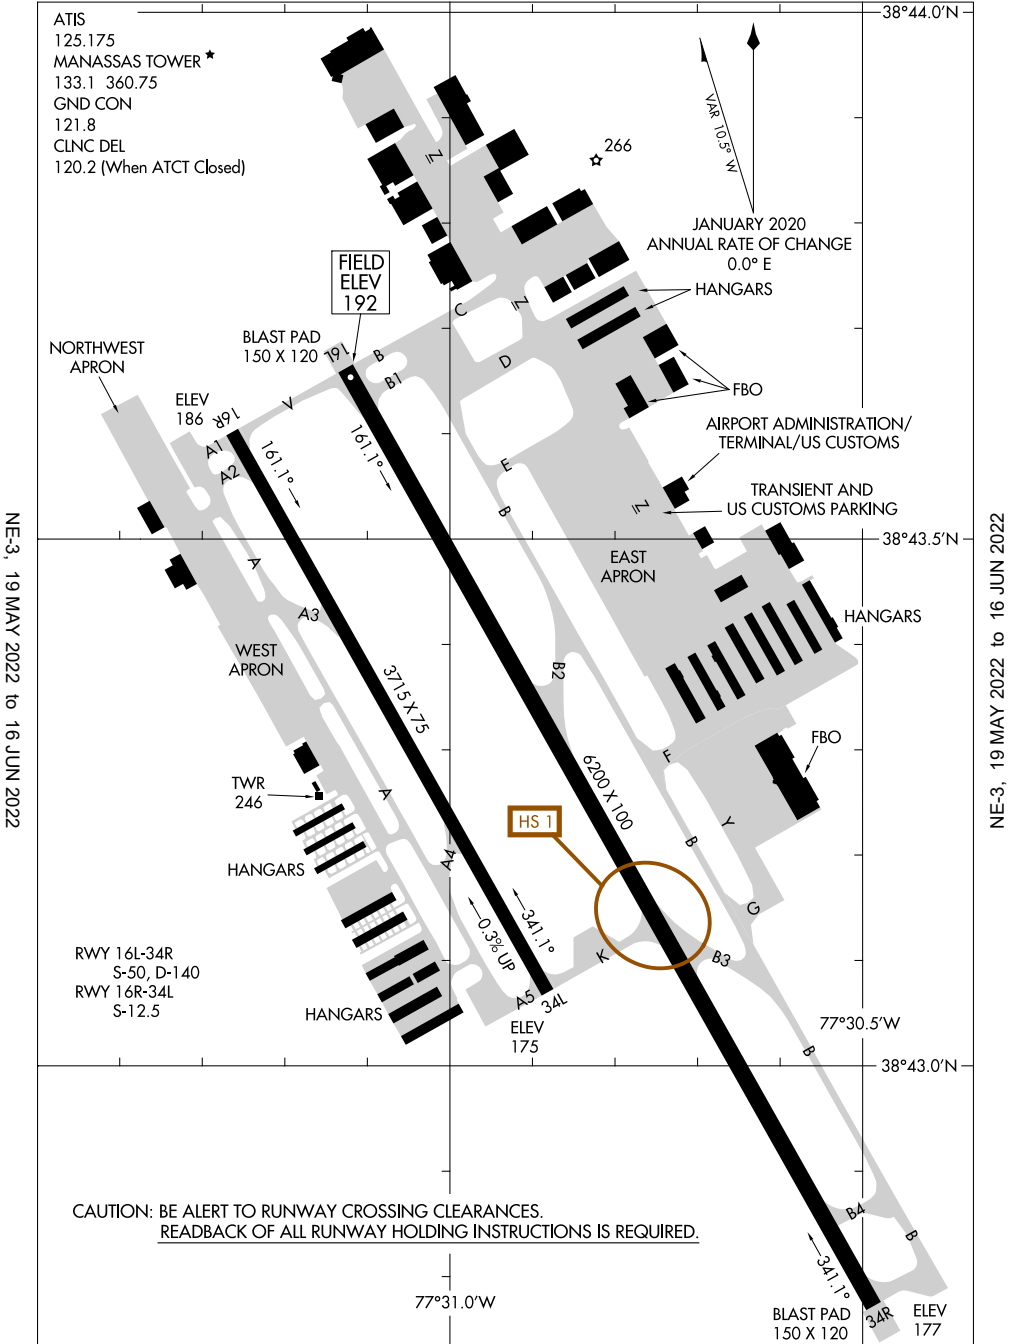 ATIS
125.175
MANASSAS TOWER ★
133.1 360.75
GND CON
121.8
CLNC DEL
120.2 (When ATCT Closed)
38°44.0'N
VAR 10.5° W
266
JANUARY 2020
ANNUAL RATE OF CHANGE
0.0° E
HANGARS
FIELD
ELEV
192
BLAST PAD
150 X 120
16L
NORTHWEST
APRON
ELEV
186
16R
V
B
B1
C
D
N
N
FBO
AIRPORT ADMINISTRATION/
TERMINAL/US CUSTOMS
TRANSIENT AND
US CUSTOMS PARKING
N
A1
A2
161.1°
161.1°
E
B
38°43.5'N
EAST
APRON
HANGARS
A
A3
WEST
APRON
3715 X 75
B2
F
FBO
6200 X 100
TWR
246
A
HS 1
Y
B
HANGARS
A4
G
341.1°
0.3% UP
K
B3
RWY 16L-34R
S-50, D-140
RWY 16R-34L
S-12.5
HANGARS
A5
34L
ELEV
175
77°30.5'W
B
38°43.0'N
CAUTION: BE ALERT TO RUNWAY CROSSING CLEARANCES.
READBACK OF ALL RUNWAY HOLDING INSTRUCTIONS IS REQUIRED.
B4
B
341.1°
77°31.0'W
BLAST PAD
150 X 120
34R
ELEV
177
NE-3, 19 MAY 2022 to 16 JUN 2022
NE-3, 19 MAY 2022 to 16 JUN 2022